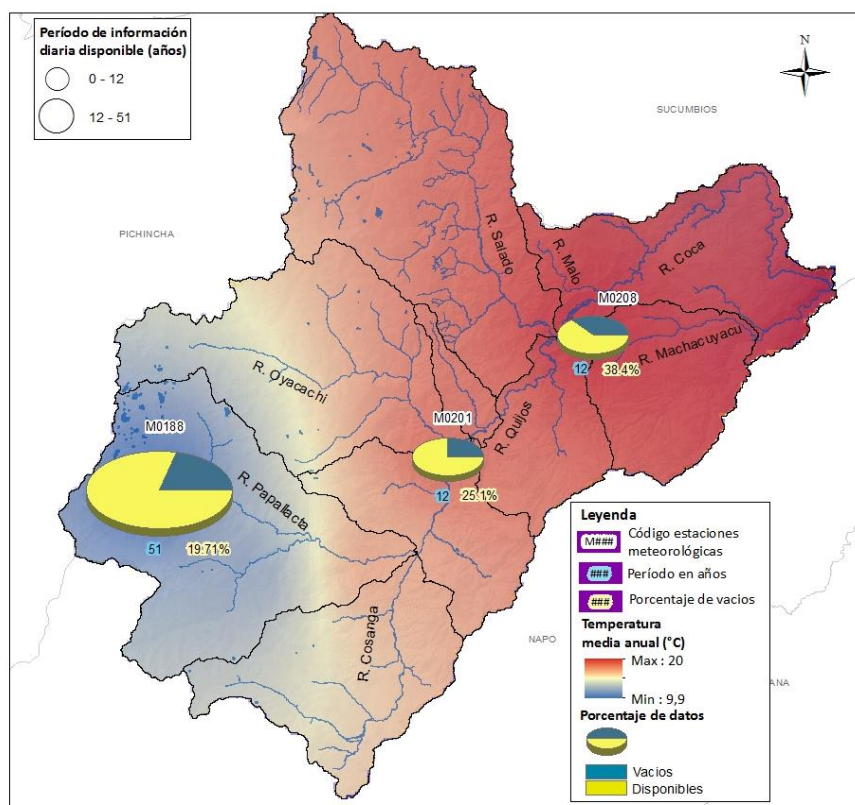 Período de información
diaria disponible (años)
0 - 12
12 - 51
N
SUCUMBIOS
PICHINCHA
R. Salado
R. Malo
R. Coca
M0208
R. Machacuyacu
12
38.4%
R. Oyacachi
M0201
R. Quijos
12
25.1%
M0188
R. Papallacta
51
19.71%
R. Cosanga
NAPO
ANA
Leyenda
M### Código estaciones
meteorológicas
### Período en años
### Porcentaje de vacios
Temperatura
media anual (°C)
Max : 20
Min : 9,9
Porcentaje de datos
Vacios
Disponibles